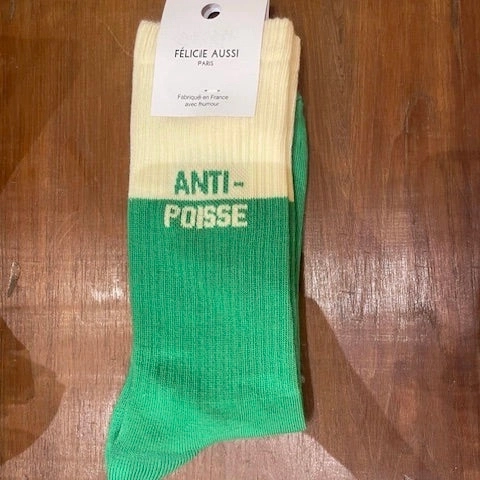 FÉLICIE AUSSI
PARIS
Fabriqué en France
avec humour
ANTI-
POISSE